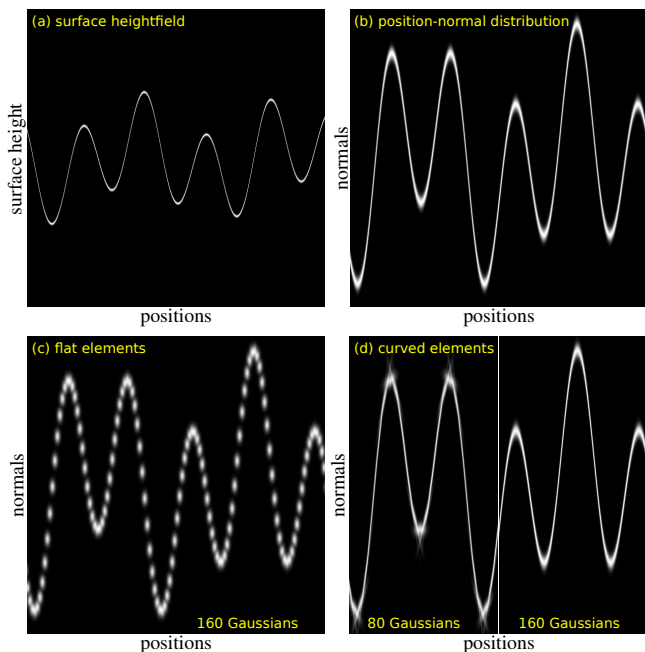 (a) surface heightfield
surface height
positions
(b) position-normal distribution
normals
positions
(c) flat elements
normals
160 Gaussians
positions
(d) curved elements
normals
80 Gaussians
160 Gaussians
positions